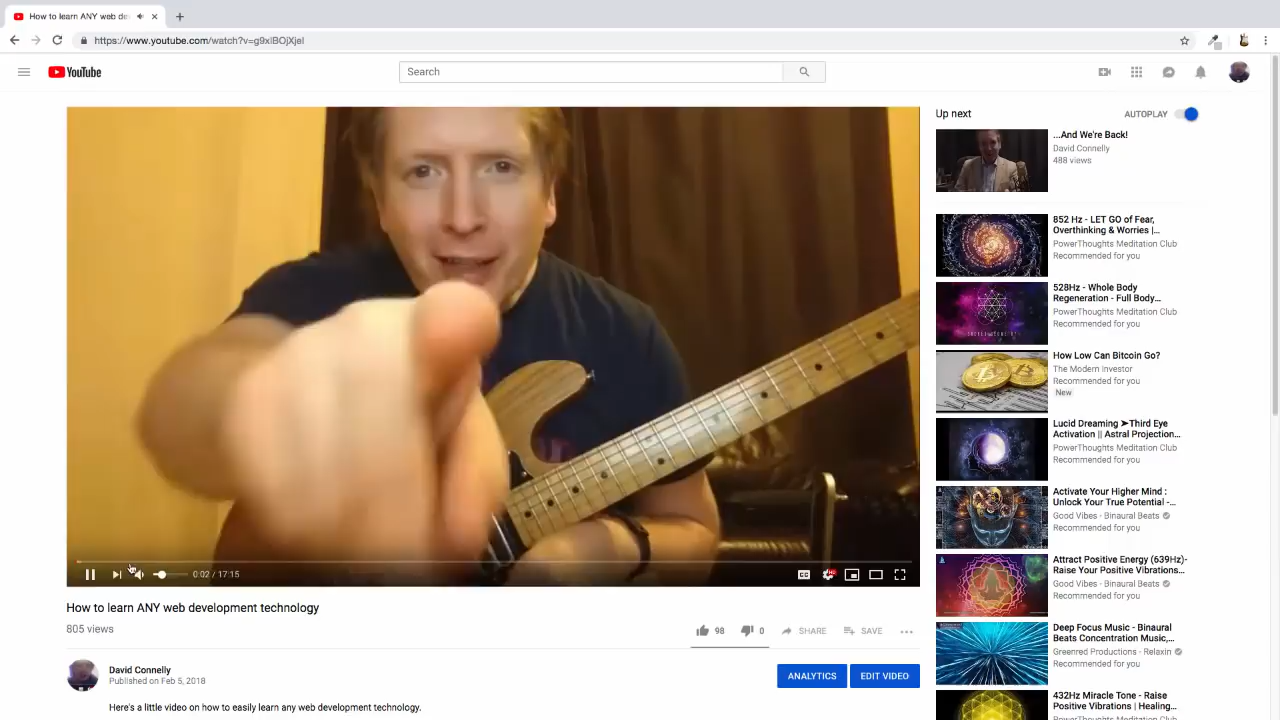 How to learn ANY web de
https://www.youtube.com/watch?v=g9xiBOjXjeI
YouTube
Search
Up next
AUTOPLAY
...And We're Back!
David Connelly
488 views
852 Hz - LET GO of Fear,
Overthinking & Worries |...
PowerThoughts Meditation Club
Recommended for you
528Hz - Whole Body
Regeneration - Full Body...
PowerThoughts Meditation Club
Recommended for you
How Low Can Bitcoin Go?
The Modern Investor
Recommended for you
New
Lucid Dreaming ➤Third Eye
Activation || Astral Projection...
PowerThoughts Meditation Club
Recommended for you
Activate Your Higher Mind :
Unlock Your True Potential -...
Good Vibes - Binaural Beats
Recommended for you
Attract Positive Energy (639Hz)-
Raise Your Positive Vibrations...
Good Vibes - Binaural Beats
Recommended for you
Deep Focus Music - Binaural
Beats Concentration Music,...
Greenred Productions - Relaxin
Recommended for you
432Hz Miracle Tone - Raise
Positive Vibrations | Healing...
PowerThoughts Meditation Club
0:02 / 17:15
CC
HD
How to learn ANY web development technology
805 views
98
0
SHARE
SAVE
David Connelly
Published on Feb 5, 2018
ANALYTICS
EDIT VIDEO
Here's a little video on how to easily learn any web development technology.